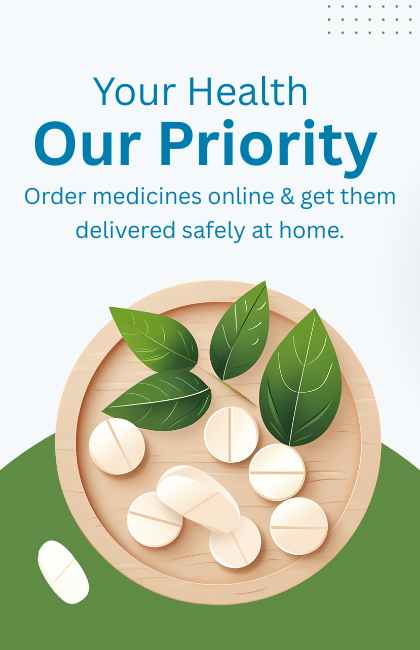 Your Health
Our Priority
Order medicines online & get them
delivered safely at home.